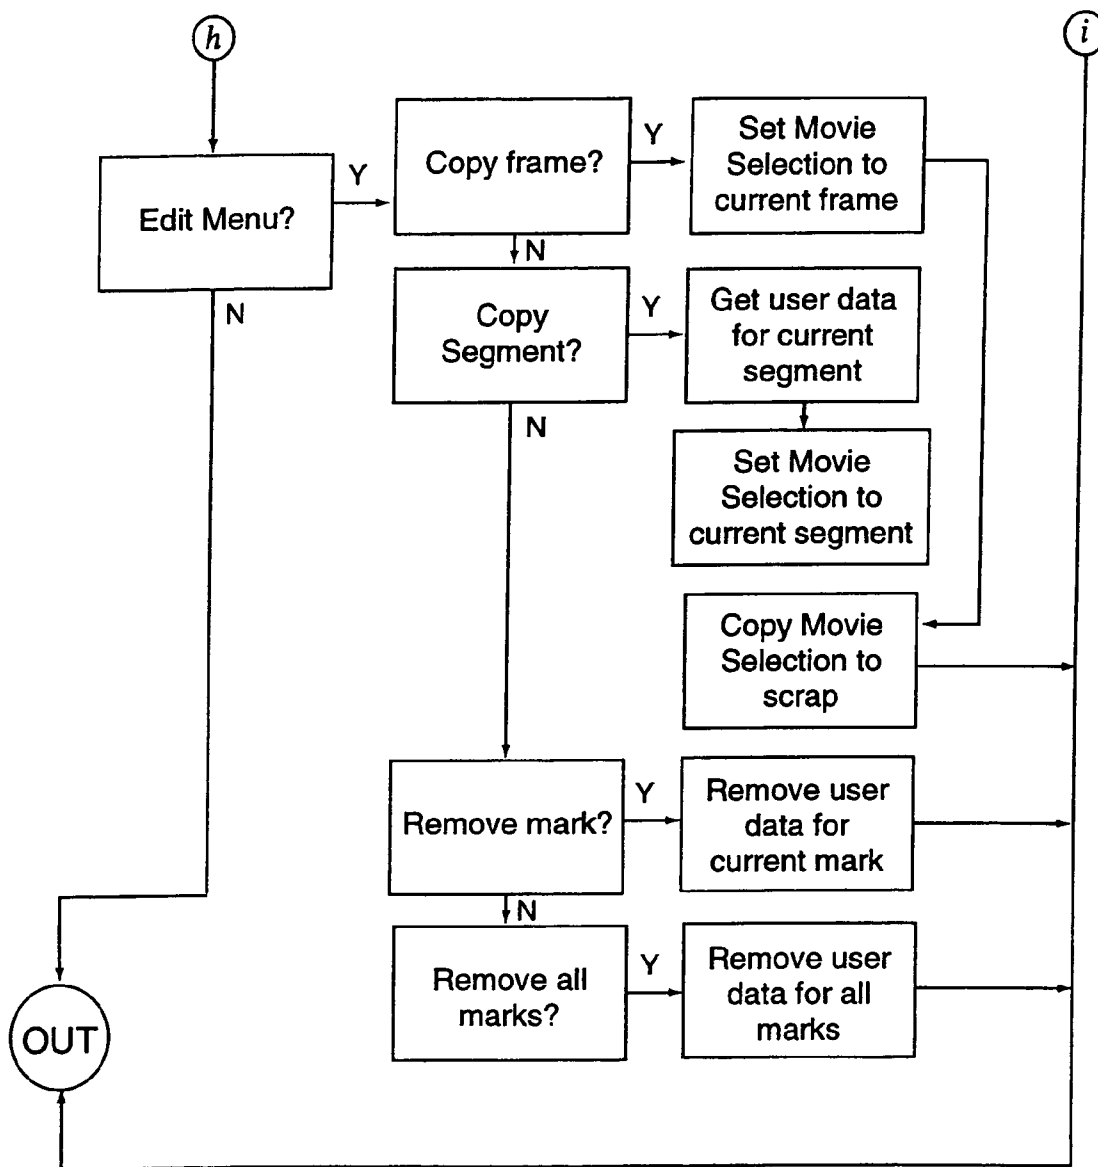 h
i
Edit Menu?
Y
N
Copy frame?
Y
N
Set Movie
Selection to
current frame
Copy
Segment?
Y
N
Get user data
for current
segment
Set Movie
Selection to
current segment
Copy Movie
Selection to
scrap
Remove mark?
Y
N
Remove user
data for
current mark
Remove all
marks?
Y
Remove user
data for all
marks
OUT